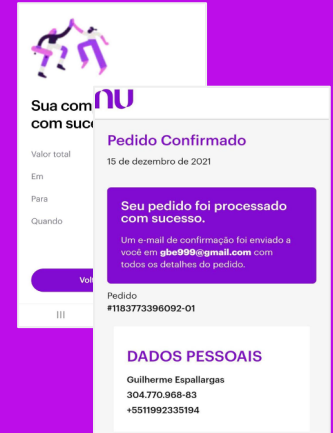 Sua com
com suce
Valor total
Em
Para
Quando
Vol
nu
Pedido Confirmado
15 de dezembro de 2021
Seu pedido foi processado
com sucesso.
Um e-mail de confirmação foi enviado a
você em gbe999@gmail.com com
todos os detalhes do pedido.
Pedido
#1183773396092-01
DADOS PESSOAIS
Guilherme Espallargas
304.770.968-83
+5511992335194